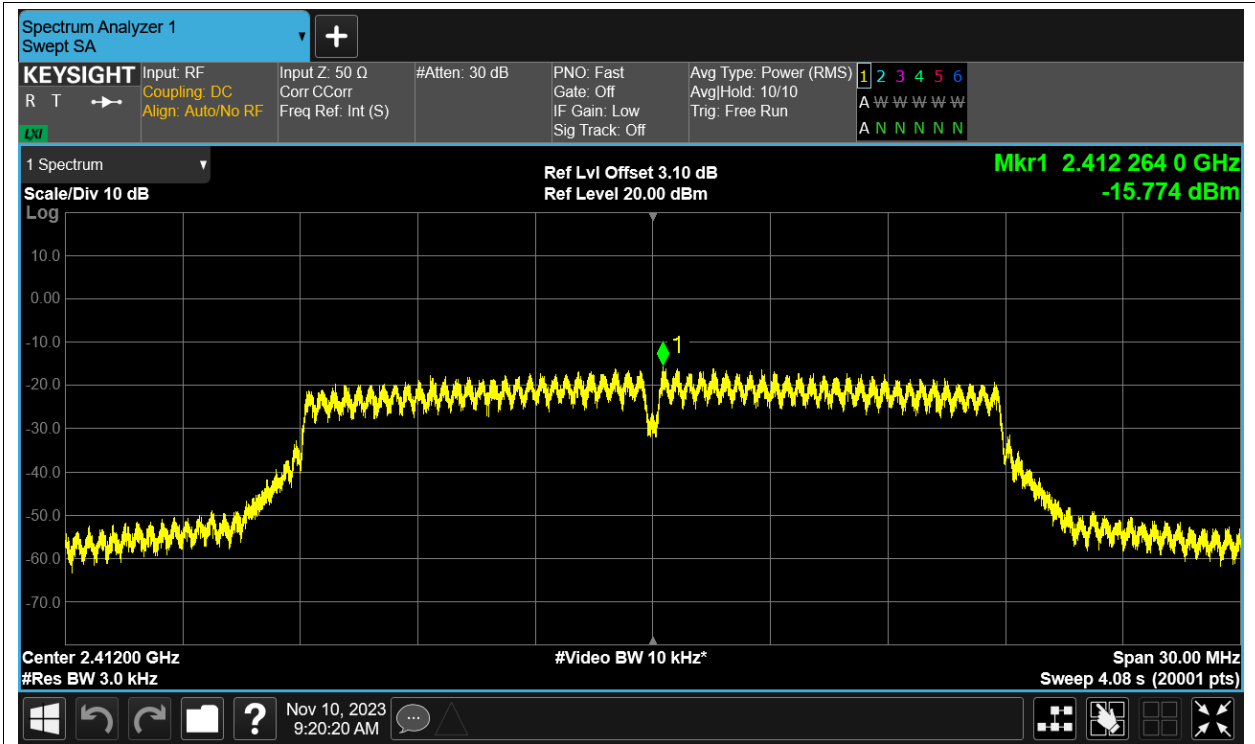 Spectrum Analyzer 1
Swept SA
KEYSIGHT
R T
LXI
Input: RF
Coupling: DC
Align: Auto/No RF
Input Z: 50 Ω
Corr CCorr
Freq Ref: Int (S)
#Atten: 30 dB
PNO: Fast
Gate: Off
IF Gain: Low
Sig Track: Off
Avg Type: Power (RMS)
Avg|Hold: 10/10
Trig: Free Run
1 2 3 4 5 6
A W W W W W
A N N N N N
1 Spectrum
Scale/Div 10 dB
Log
Ref Lvl Offset 3.10 dB
Ref Level 20.00 dBm
Mkr1 2.412 264 0 GHz
-15.774 dBm
10.0
0.00
-10.0
1
-20.0
-30.0
-40.0
-50.0
-60.0
-70.0
Center 2.41200 GHz
#Res BW 3.0 kHz
#Video BW 10 kHz*
Span 30.00 MHz
Sweep 4.08 s (20001 pts)
?
Nov 10, 2023
9:20:20 AM